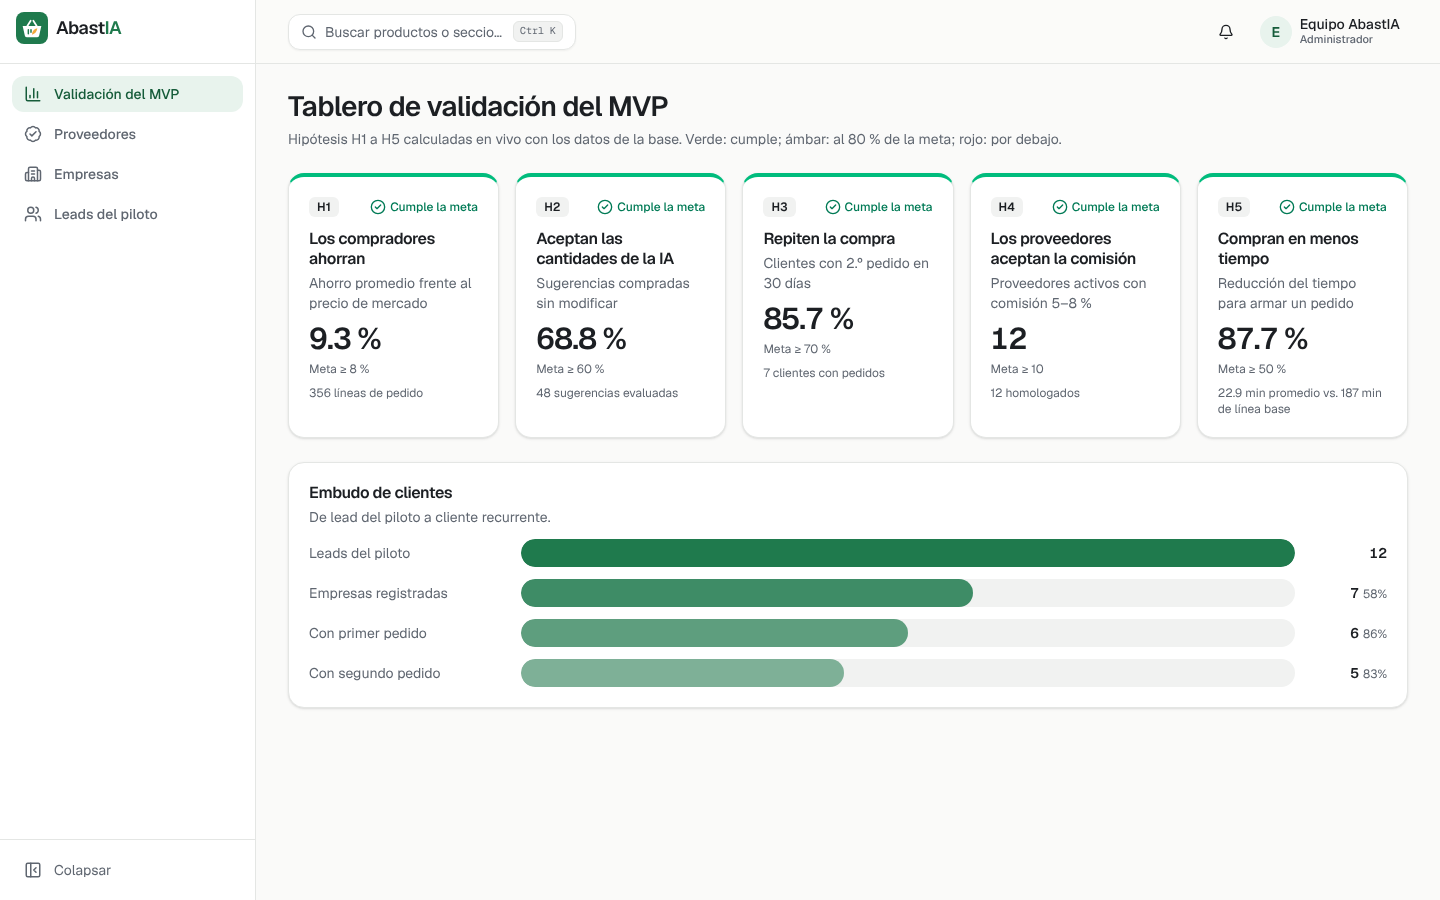 AbastIA
Buscar productos o seccio... Ctrl K
E
Equipo AbastIA
Administrador
Validación del MVP
Proveedores
Empresas
Leads del piloto
Colapsar
Tablero de validación del MVP
Hipótesis H1 a H5 calculadas en vivo con los datos de la base. Verde: cumple; ámbar: al 80 % de la meta; rojo: por debajo.
H1 Cumple la meta
Los compradores
ahorran
Ahorro promedio frente al
precio de mercado
9.3 %
Meta ≥ 8 %
356 líneas de pedido
H2 Cumple la meta
Aceptan las
cantidades de la IA
Sugerencias compradas
sin modificar
68.8 %
Meta ≥ 60 %
48 sugerencias evaluadas
H3 Cumple la meta
Repiten la compra
Clientes con 2.º pedido en
30 días
85.7 %
Meta ≥ 70 %
7 clientes con pedidos
H4 Cumple la meta
Los proveedores
aceptan la comisión
Proveedores activos con
comisión 5–8 %
12
Meta ≥ 10
12 homologados
H5 Cumple la meta
Compran en menos
tiempo
Reducción del tiempo
para armar un pedido
87.7 %
Meta ≥ 50 %
22.9 min promedio vs. 187 min
de línea base
Embudo de clientes
De lead del piloto a cliente recurrente.
Leads del piloto 12
Empresas registradas 7 58%
Con primer pedido 6 86%
Con segundo pedido 5 83%